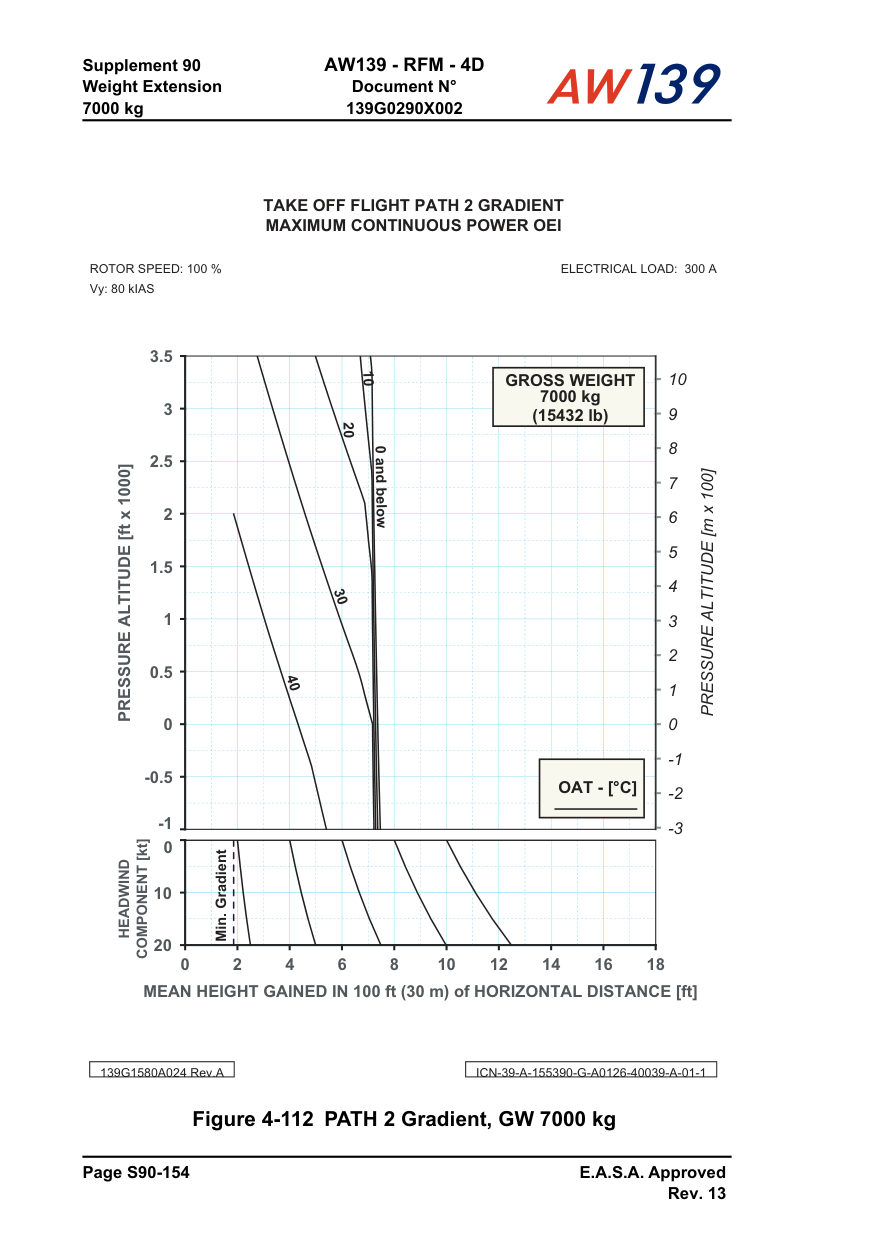 Supplement 90
Weight Extension
7000 kg
AW139 - RFM - 4D
Document N°
139G0290X002
AW139
TAKE OFF FLIGHT PATH 2 GRADIENT
MAXIMUM CONTINUOUS POWER OEI
ROTOR SPEED: 100 %
ELECTRICAL LOAD: 300 A
Vy: 80 kIAS
PRESSURE ALTITUDE [ft x 1000]
3.5
3
2.5
2
1.5
1
0.5
0
-0.5
-1
10
20
0 and below
30
40
GROSS WEIGHT
7000 kg
(15432 lb)
OAT - [°C]
10
9
8
7
6
5
4
3
2
1
0
-1
-2
-3
PRESSURE ALTITUDE [m x 100]
HEADWIND
COMPONENT [kt]
0
10
20
Min. Gradient
0 2 4 6 8 10 12 14 16 18
MEAN HEIGHT GAINED IN 100 ft (30 m) of HORIZONTAL DISTANCE [ft]
139G1580A024 Rev.A
ICN-39-A-155390-G-A0126-40039-A-01-1
Figure 4-112 PATH 2 Gradient, GW 7000 kg
Page S90-154
E.A.S.A. Approved
Rev. 13